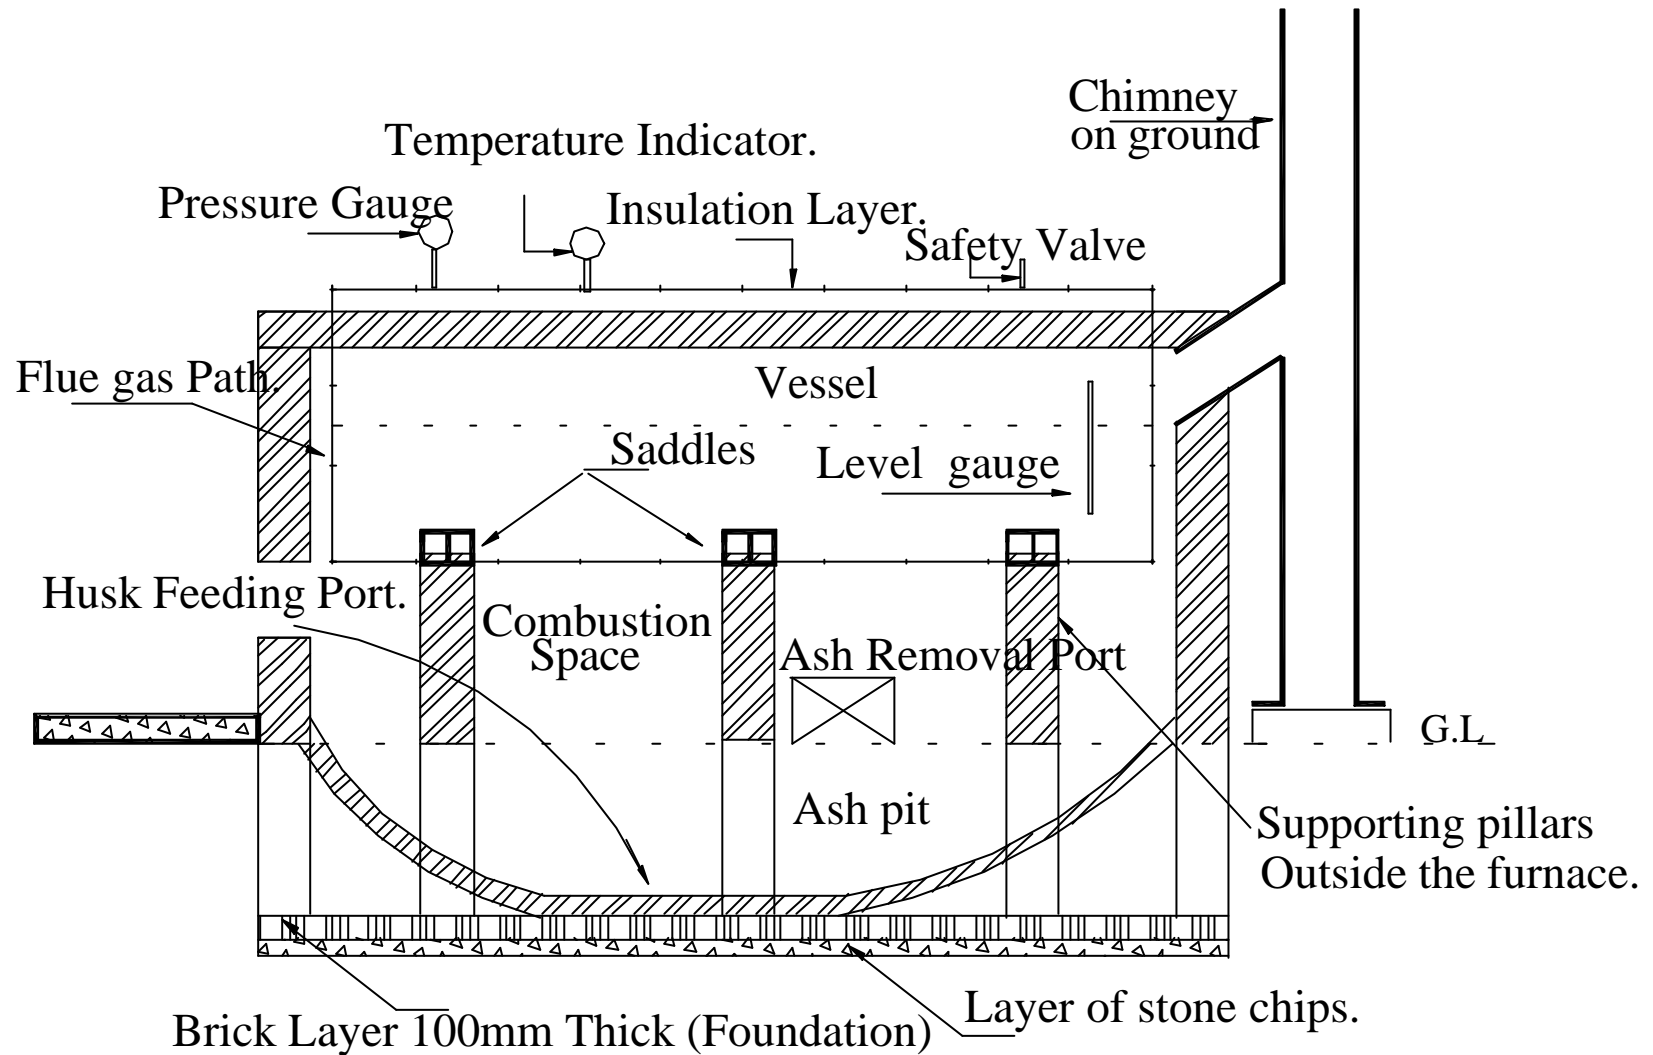 Chimney
on ground
Temperature Indicator.
Pressure Gauge
Insulation Layer.
Safety Valve
Flue gas Path.
Vessel
Saddles
Level gauge
Husk Feeding Port.
Combustion
Space
Ash Removal Port
G.L
Ash pit
Supporting pillars
Outside the furnace.
Layer of stone chips.
Brick Layer 100mm Thick (Foundation)